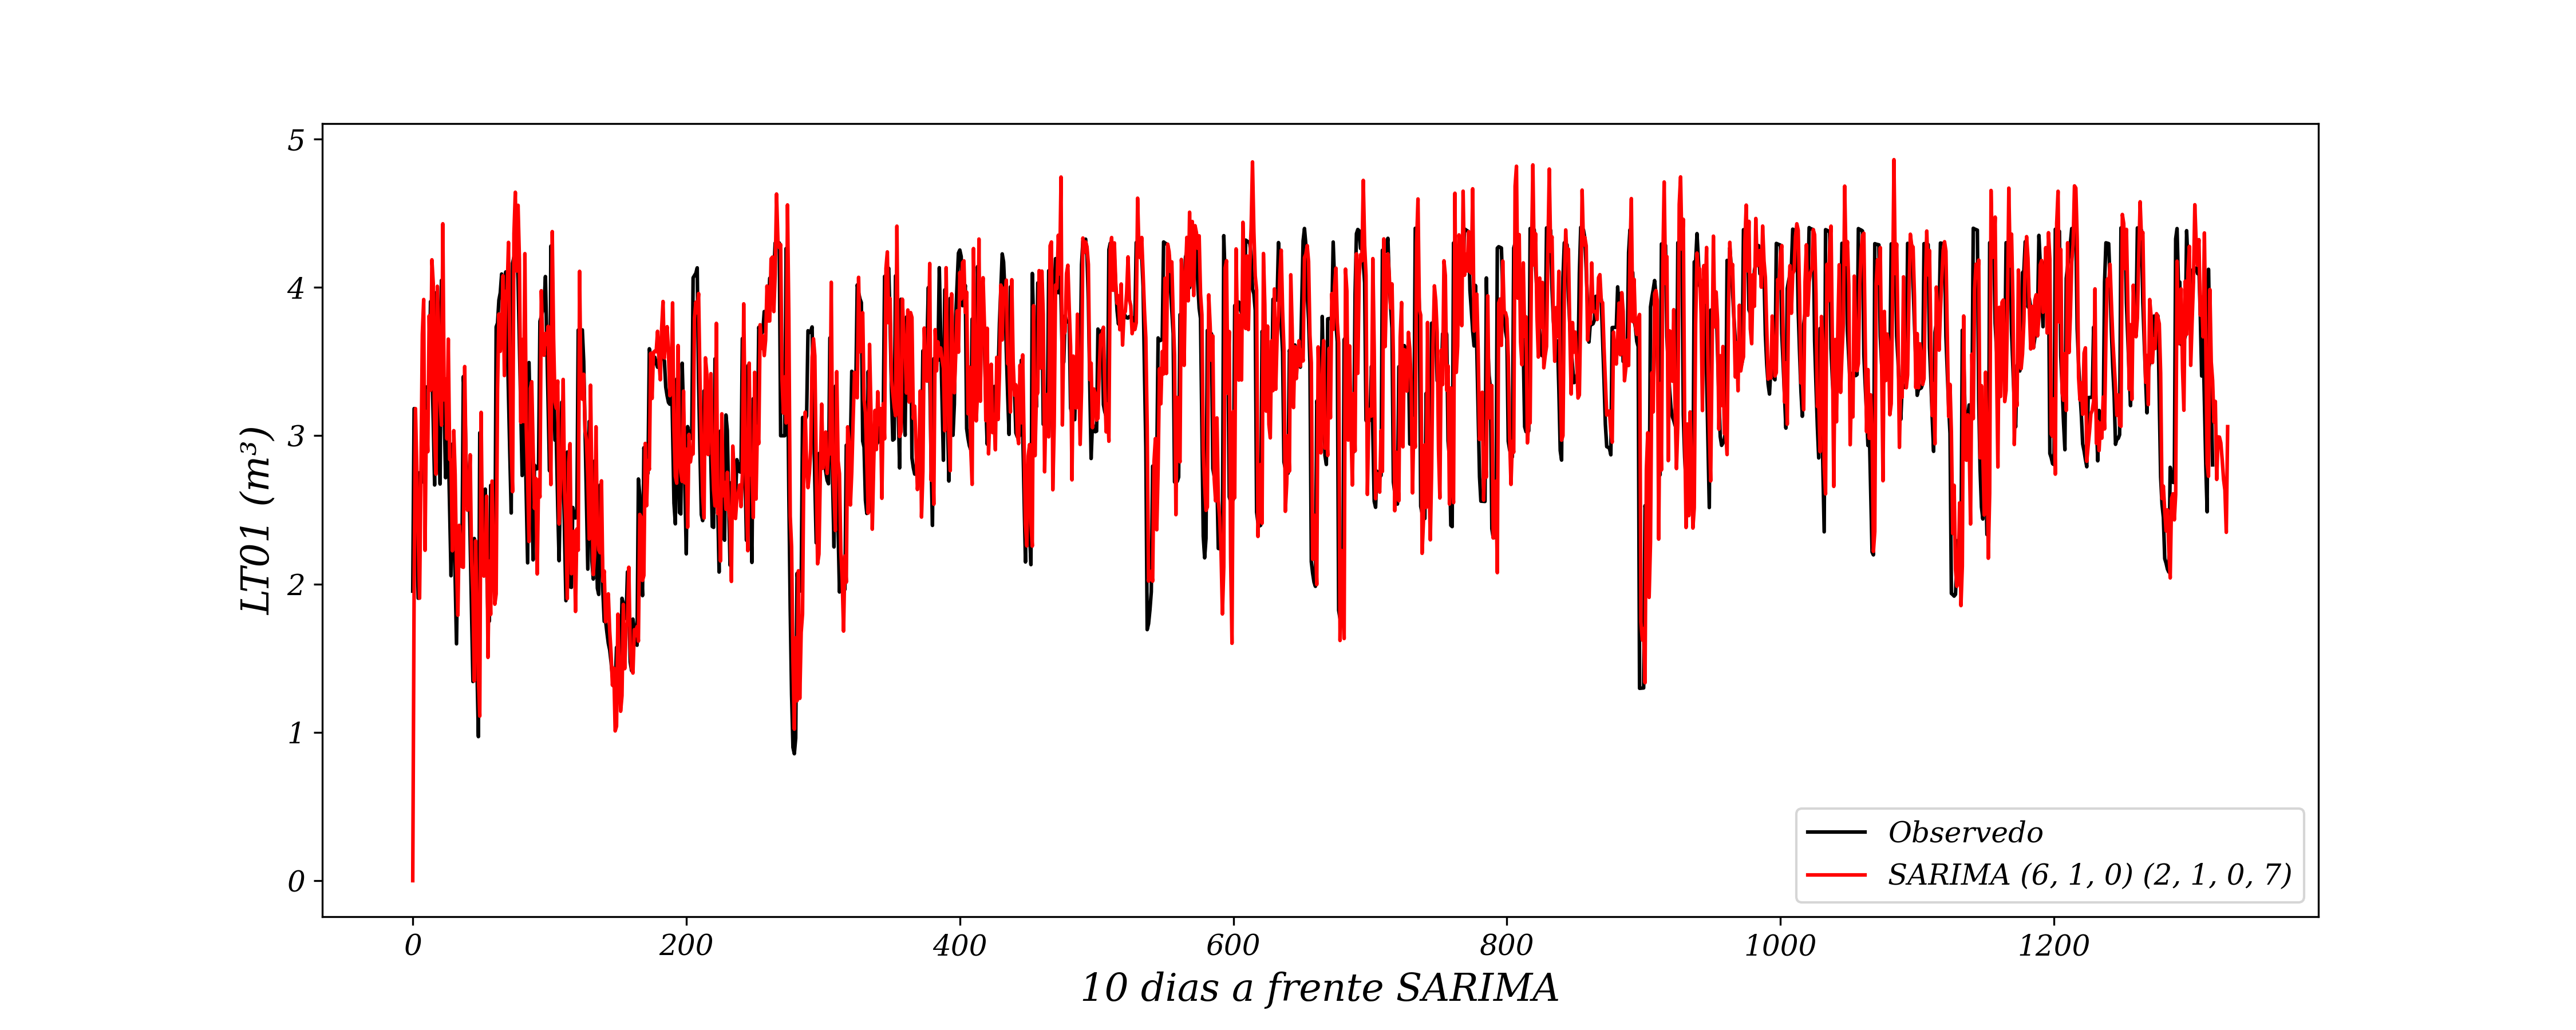 5
4
3
2
1
0
LT01 (m³)
Observedo
SARIMA (6, 1, 0) (2, 1, 0, 7)
0 200 400 600 800 1000 1200
10 dias a frente SARIMA